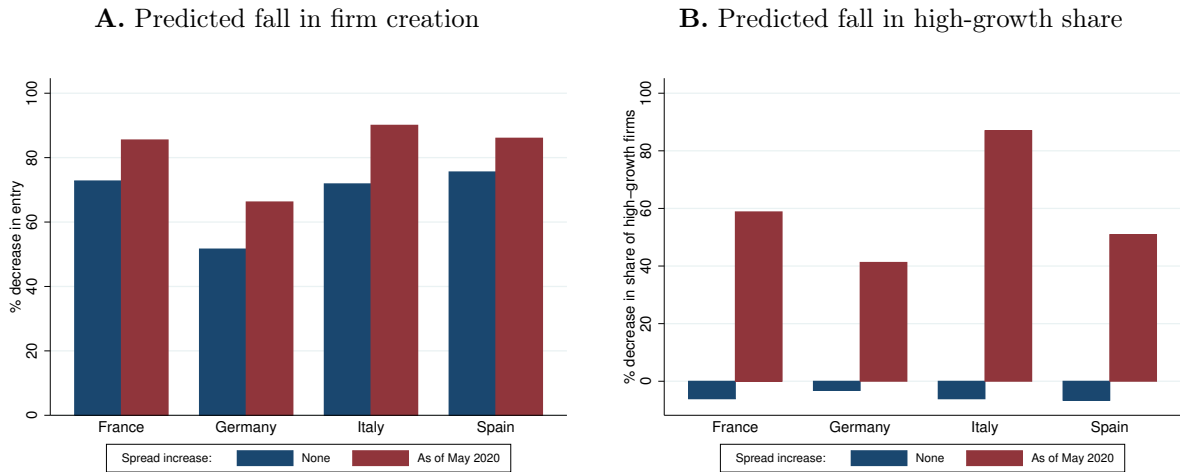 A. Predicted fall in firm creation
% decrease in entry
100
80
60
40
20
0
France Germany Italy Spain
Spread increase: None As of May 2020
B. Predicted fall in high-growth share
% decrease in share of high−growth firms
100
80
60
40
20
0
France Germany Italy Spain
Spread increase: None As of May 2020